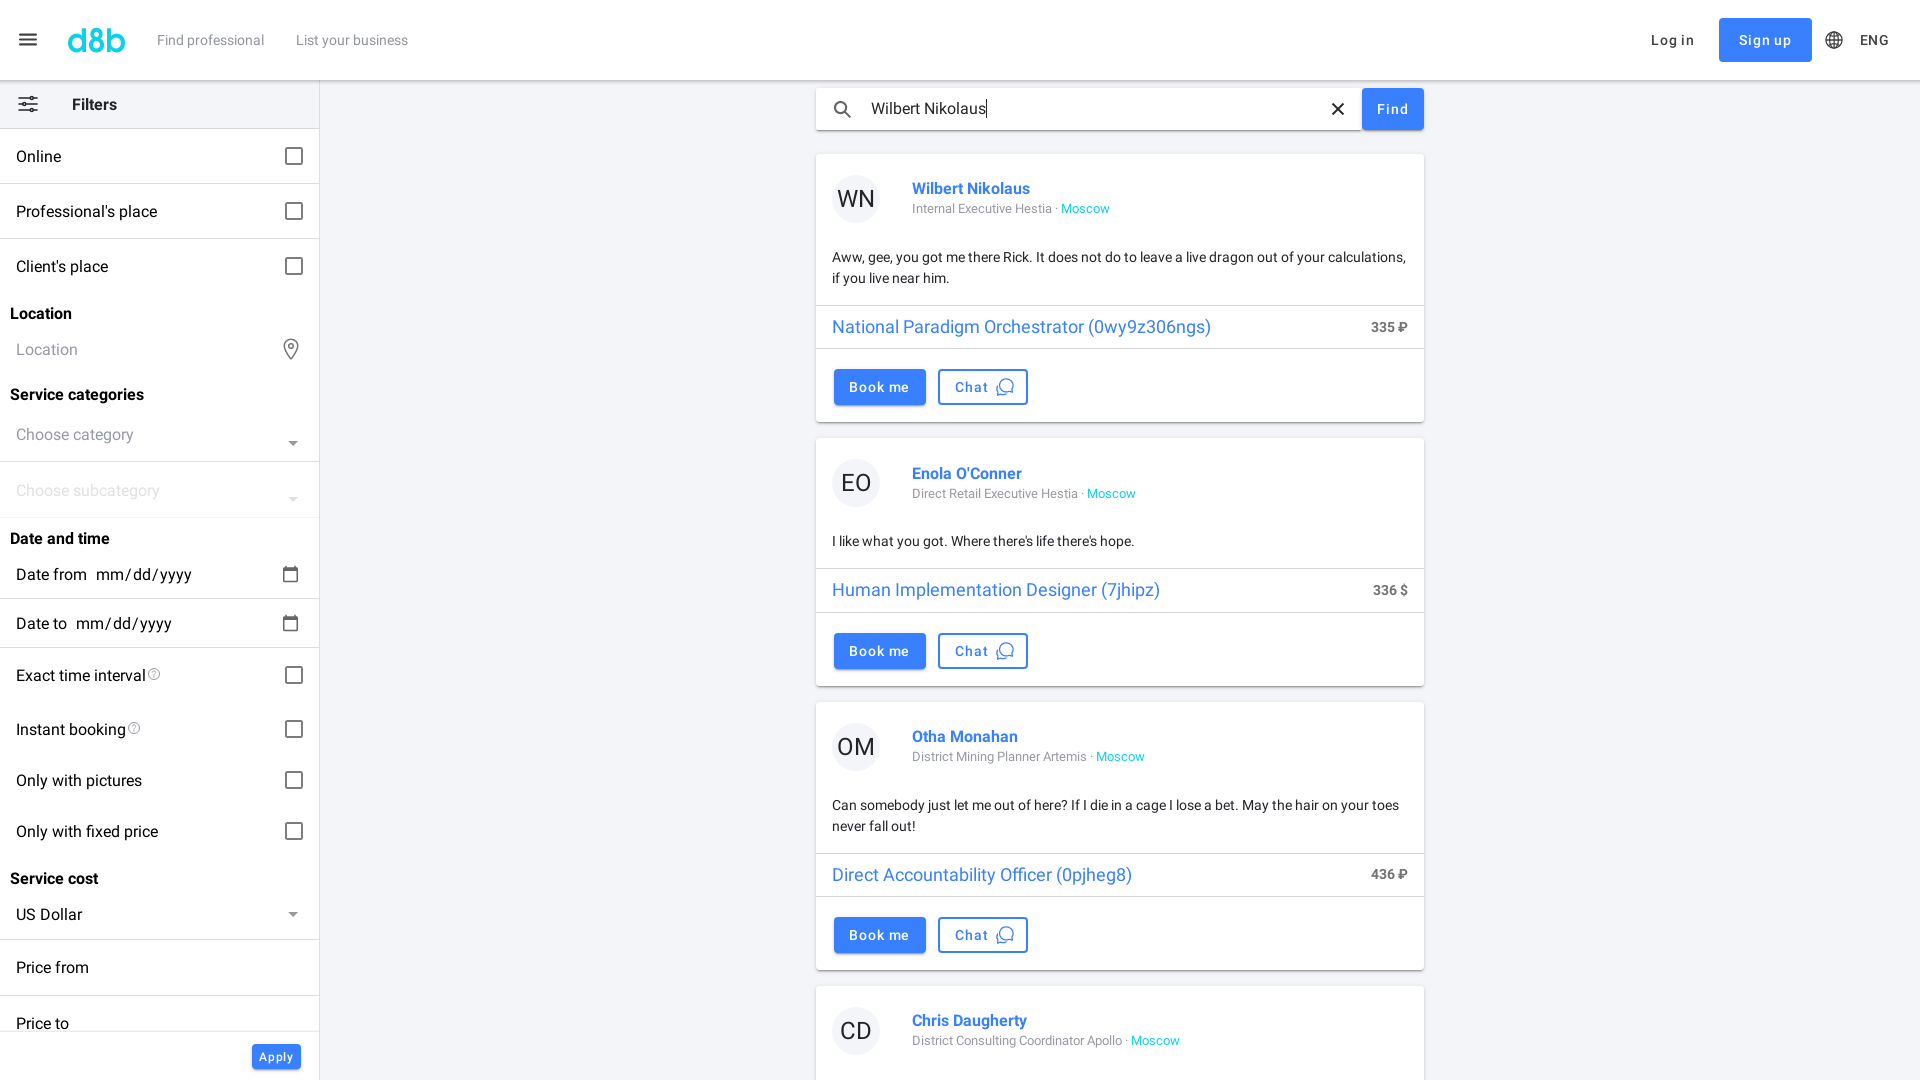 d8b
Find professional
List your business
Log in
Sign up
ENG
Filters
Online
Professional's place
Client's place
Location
Location
Service categories
Choose category
Choose subcategory
Date and time
Date from mm/dd/yyyy
Date to mm/dd/yyyy
Exact time interval
Instant booking
Only with pictures
Only with fixed price
Service cost
US Dollar
Price from
Price to
Apply
Wilbert Nikolaus
Find
WN
Wilbert Nikolaus
Internal Executive Hestia · Moscow
Aww, gee, you got me there Rick. It does not do to leave a live dragon out of your calculations,
if you live near him.
National Paradigm Orchestrator (0wy9z306ngs) 335 ₽
Book me
Chat
EO
Enola O'Conner
Direct Retail Executive Hestia · Moscow
I like what you got. Where there's life there's hope.
Human Implementation Designer (7jhipz) 336 $
Book me
Chat
OM
Otha Monahan
District Mining Planner Artemis · Moscow
Can somebody just let me out of here? If I die in a cage I lose a bet. May the hair on your toes
never fall out!
Direct Accountability Officer (0pjheg8) 436 ₽
Book me
Chat
CD
Chris Daugherty
District Consulting Coordinator Apollo · Moscow